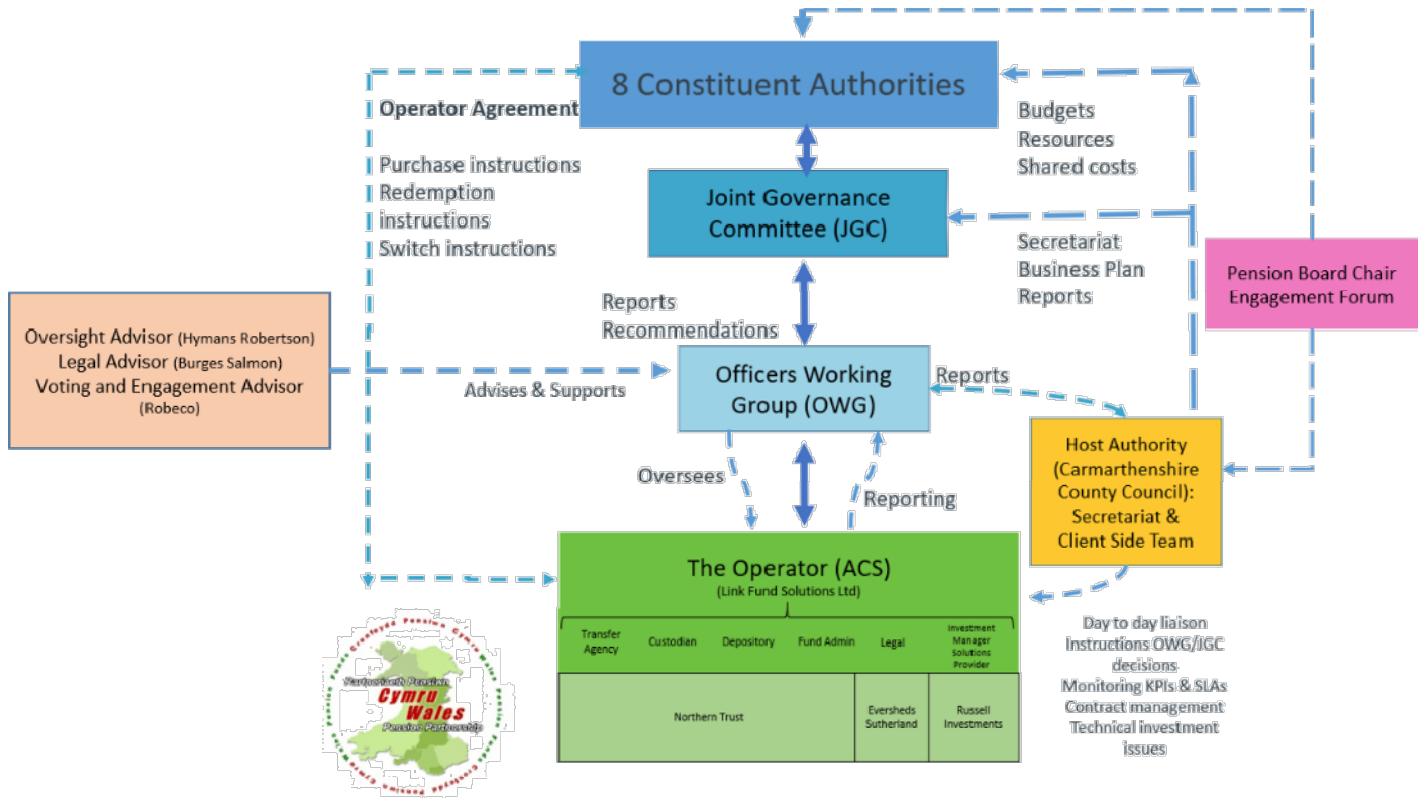 8 Constituent Authorities
Operator Agreement
Purchase instructions
Redemption
instructions
Switch instructions
Budgets
Resources
Shared costs
Joint Governance
Committee (JGC)
Secretariat
Business Plan
Reports
Pension Board Chair
Engagement Forum
Reports
Recommendations
Oversight Advisor (Hymans Robertson)
Legal Advisor (Burges Salmon)
Voting and Engagement Advisor
(Robeco)
Advises & Supports
Officers Working
Group (OWG)
Reports
Host Authority
(Carmarthenshire
County Council):
Secretariat &
Client Side Team
Oversees
Reporting
The Operator (ACS)
(Link Fund Solutions Ltd)
Transfer
Agency
Custodian
Depository
Fund Admin
Legal
Investment
Manager
Solutions
Provider
Northern Trust
Eversheds
Sutherland
Russell
Investments
Day to day liaison
Instructions OWG/JGC
decisions
Monitoring KPIs & SLAs
Contract management
Technical investment
issues
Partneriaeth Pensiwn
Cymru
Wales
Pension Partnership